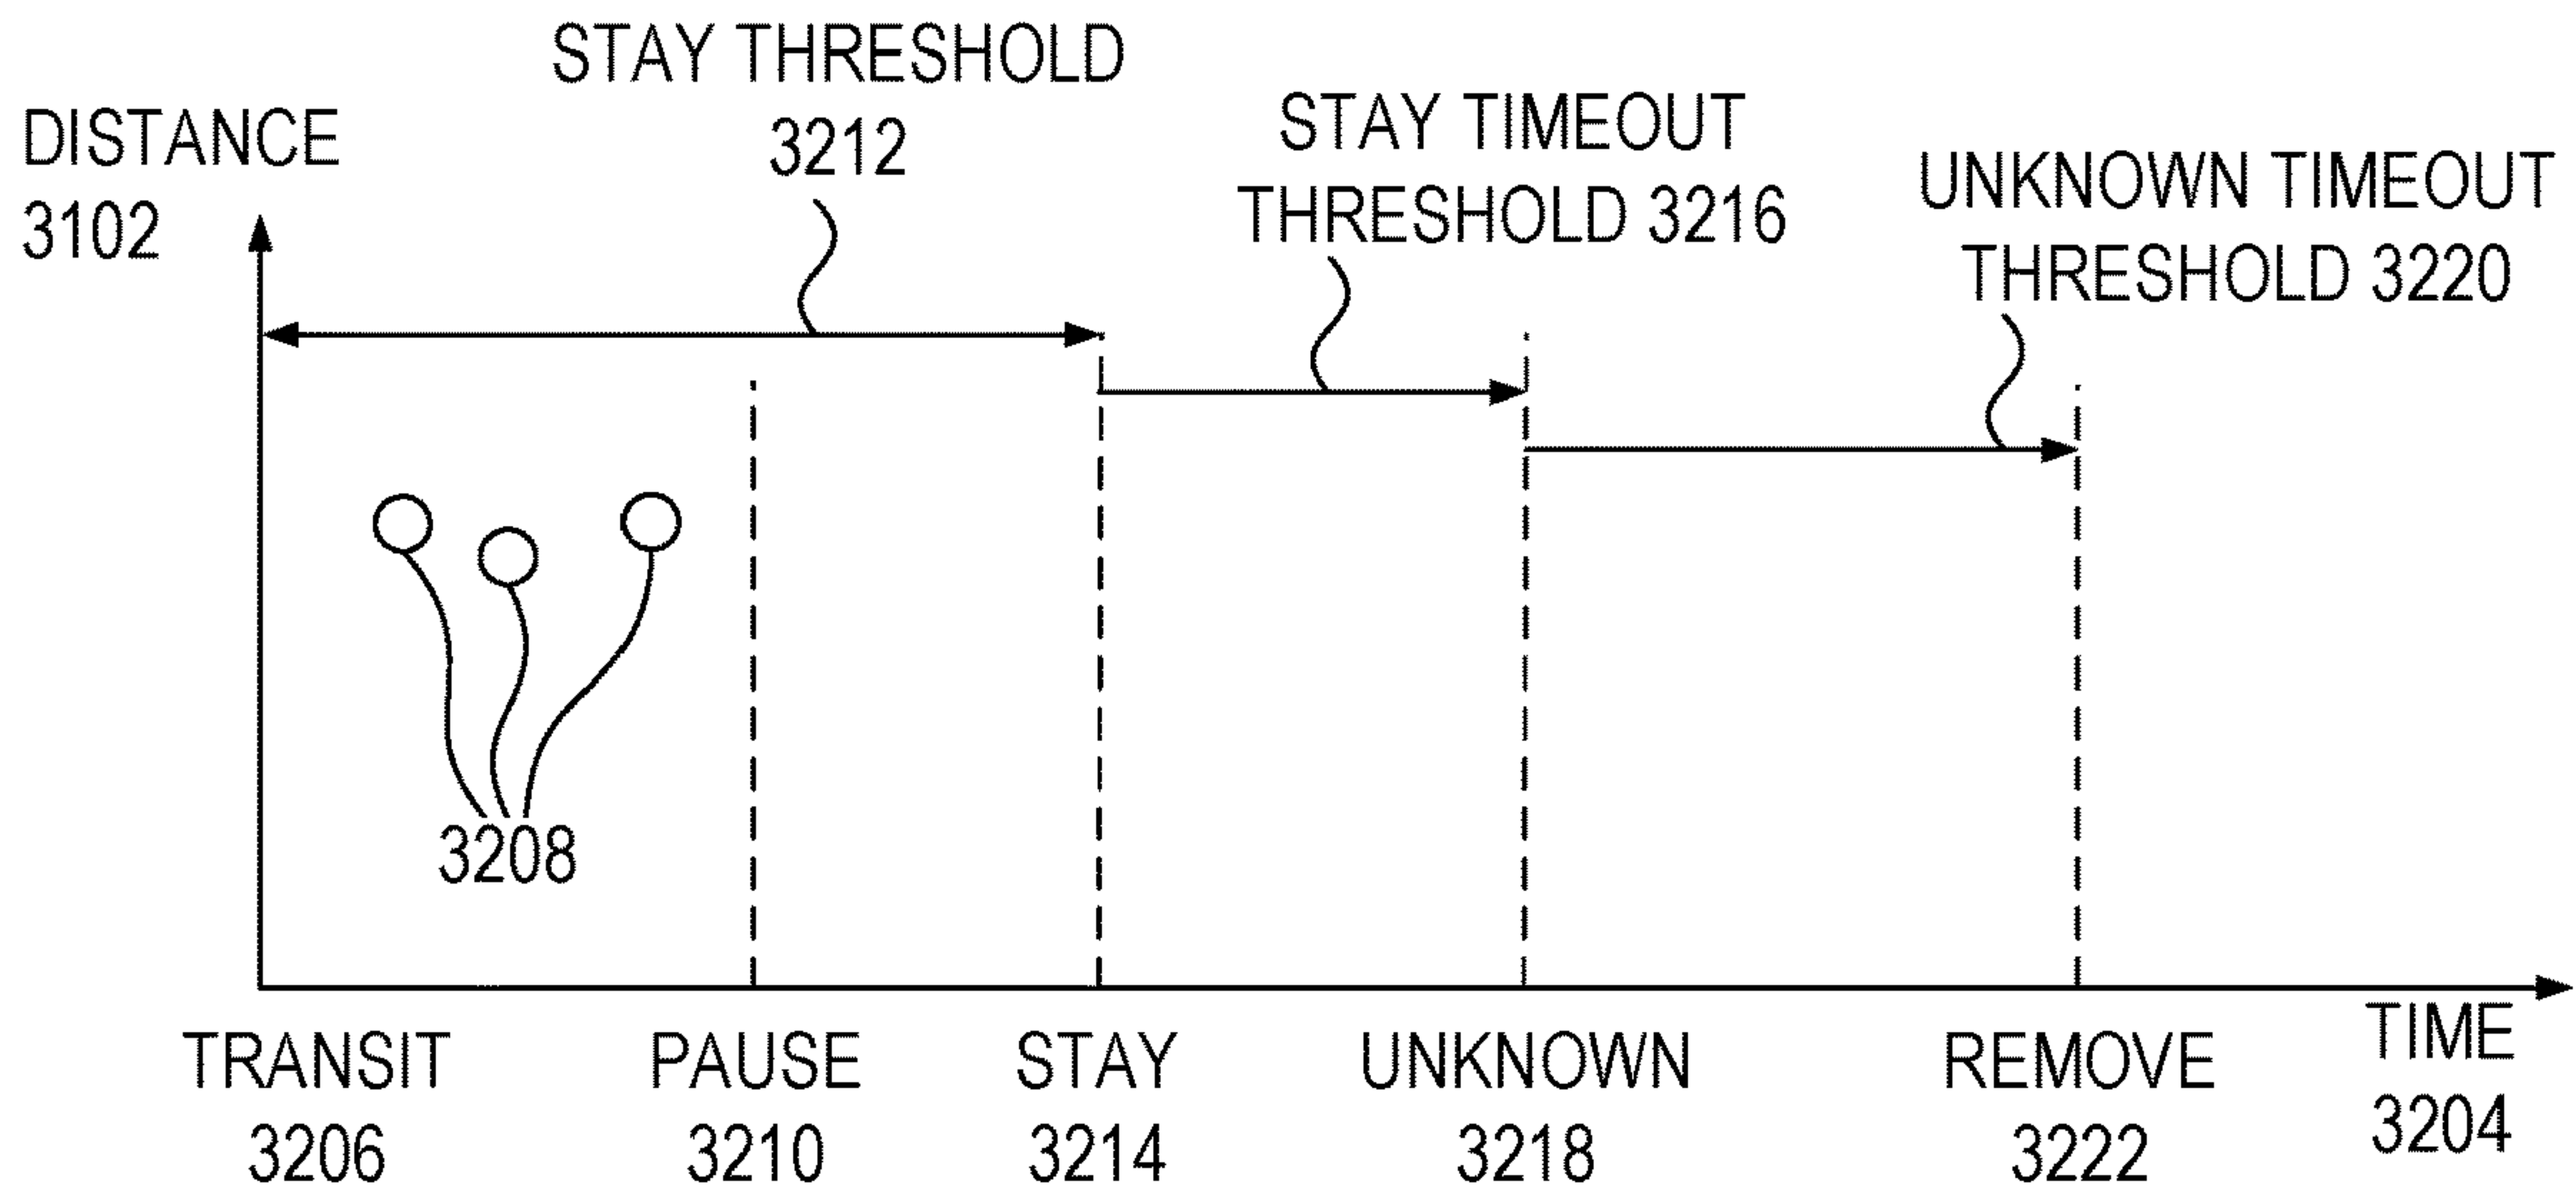 STAY THRESHOLD
3212
DISTANCE
3102
STAY TIMEOUT
THRESHOLD 3216
UNKNOWN TIMEOUT
THRESHOLD 3220
3208
TRANSIT
3206
PAUSE
3210
STAY
3214
UNKNOWN
3218
REMOVE
3222
TIME
3204